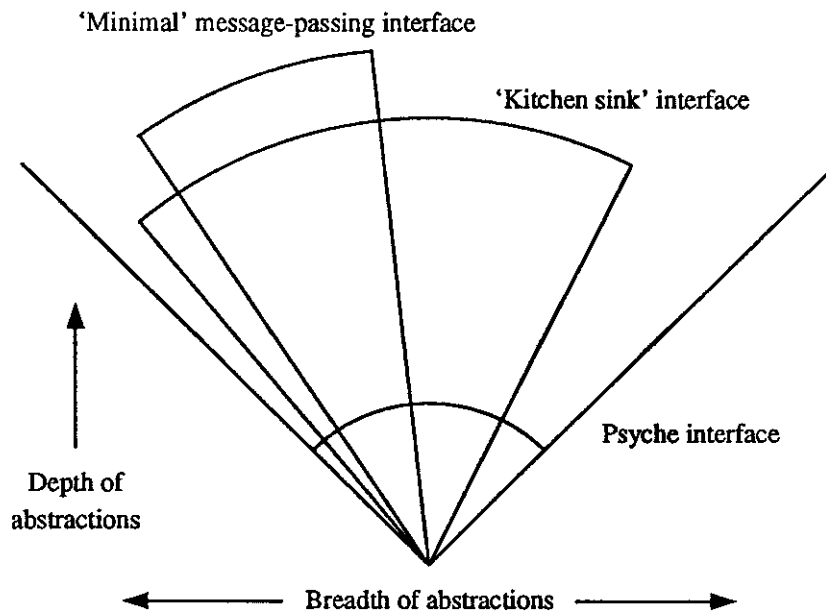 ‘Minimal’ message-passing interface
‘Kitchen sink’ interface
Psyche interface
Depth of
abstractions
Breadth of abstractions